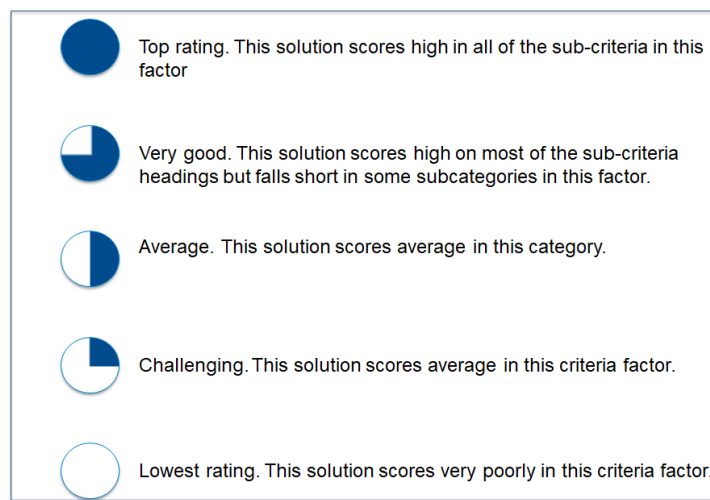 Top rating. This solution scores high in all of the sub-criteria in this
factor
Very good. This solution scores high on most of the sub-criteria
headings but falls short in some subcategories in this factor.
Average. This solution scores average in this category.
Challenging. This solution scores average in this criteria factor.
Lowest rating. This solution scores very poorly in this criteria factor.